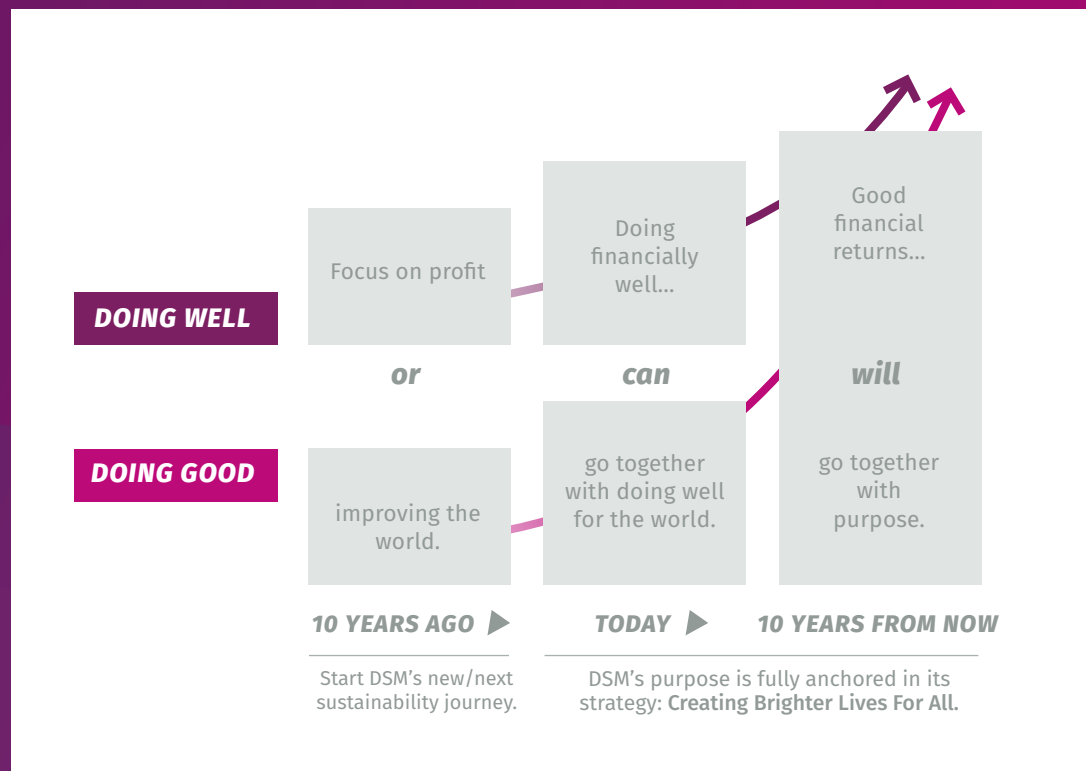 DOING WELL
Focus on profit
Doing
financially
well...
Good
financial
returns...
or
can
will
DOING GOOD
improving the
world.
go together
with doing well
for the world.
go together
with
purpose.
10 YEARS AGO
TODAY
10 YEARS FROM NOW
Start DSM’s new/next
sustainability journey.
DSM’s purpose is fully anchored in its
strategy: Creating Brighter Lives For All.